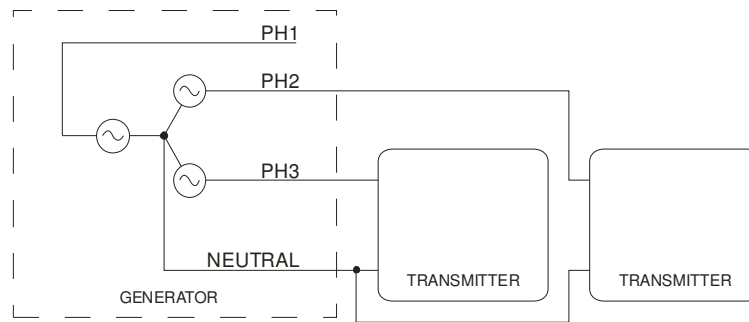 PH1
PH2
PH3
NEUTRAL
GENERATOR
TRANSMITTER
TRANSMITTER